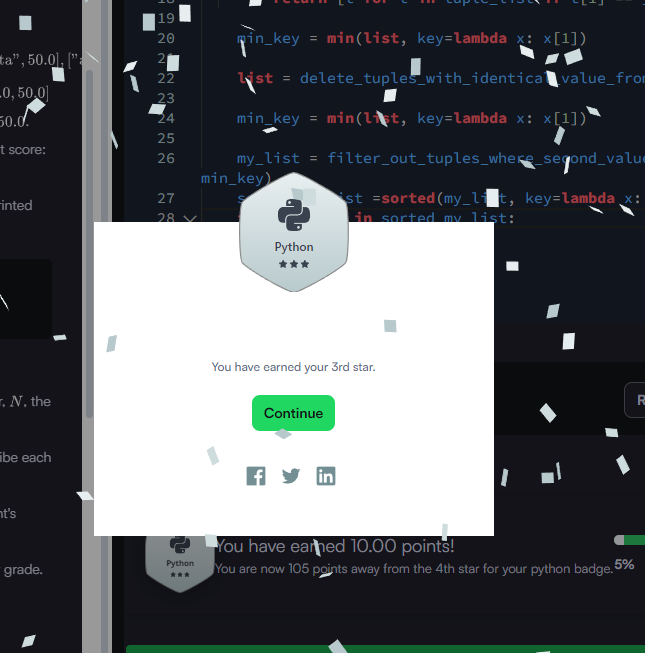 18 return [t for t in tuple_list if t[1]
19
20 min_key = min(list, key=lambda x: x[1])
21
22 list = delete_tuples_with_identical_value_from
23
24 min_key = min(list, key=lambda x: x[1])
25
26 my_list = filter_out_tuples_where_second_value
min_key)
27 =sorted(my_list, key=lambda x:
28 in sorted_my_list:
ta", 50.0], ["a
.0, 50.0]
50.0.
t score:
rinted
r, N, the
ibe each
nt's
grade.
Python
You have earned your 3rd star.
Continue
R
Python
You have earned 10.00 points!
You are now 105 points away from the 4th star for your python badge.
5%